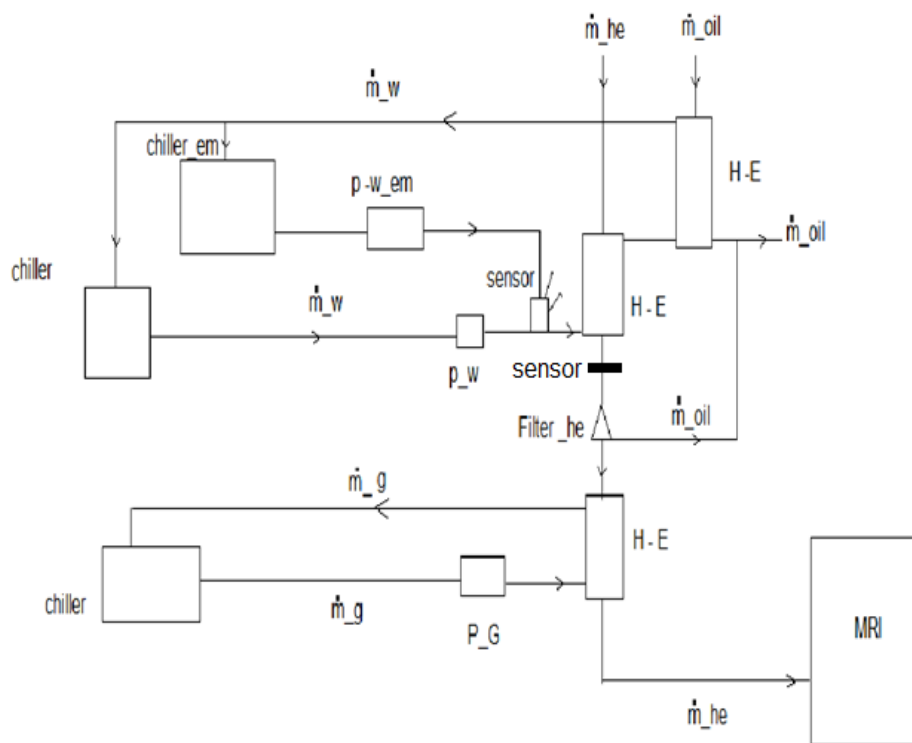 ṁ_he
ṁ_oil
ṁ_w
chiller_em
p-w_em
H-E
ṁ_oil
chiller
sensor
ṁ_w
H-E
p_w
sensor
Filter_he
ṁ_oil
ṁ_g
H-E
chiller
ṁ_g
P_G
MRI
ṁ_he